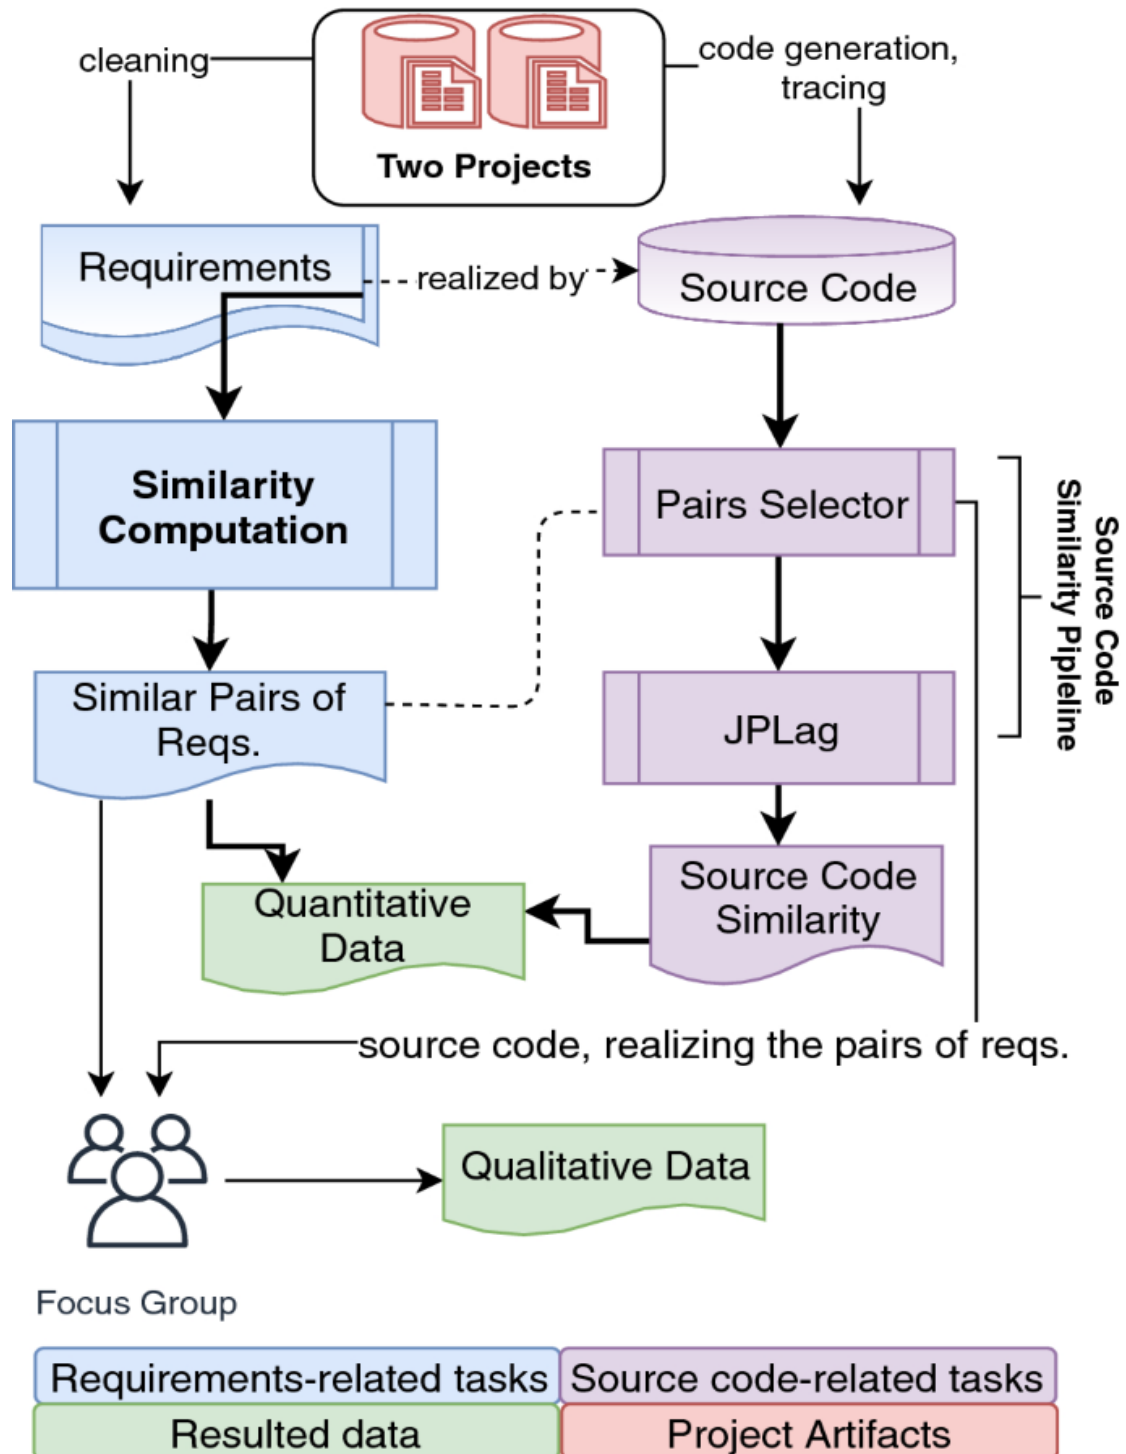 cleaning
code generation,
tracing
Two Projects
Requirements
realized by
Source Code
Similarity
Computation
Pairs Selector
Source Code
Similarity Pipleline
Similar Pairs of
Reqs.
JPLag
Quantitative
Data
Source Code
Similarity
source code, realizing the pairs of reqs.
Qualitative Data
Focus Group
Requirements-related tasks
Source code-related tasks
Resulted data
Project Artifacts